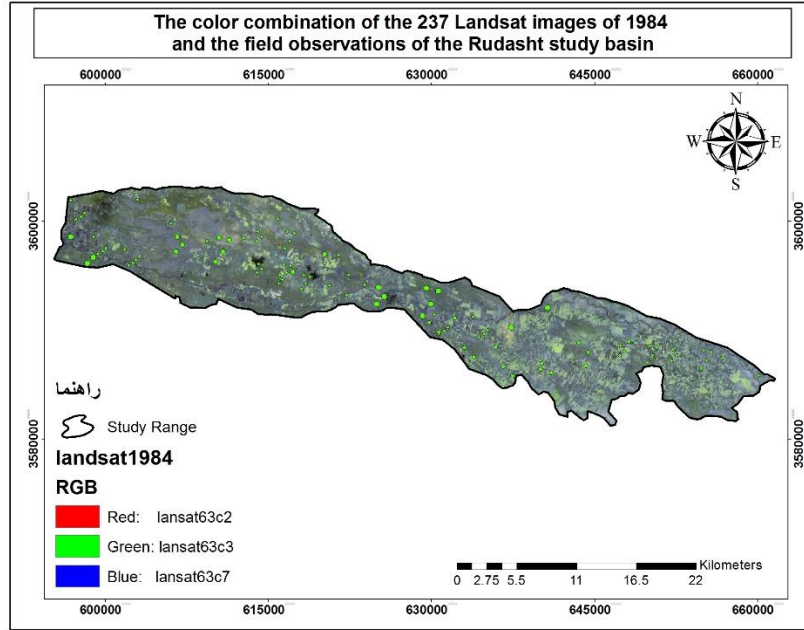 The color combination of the 237 Landsat images of 1984
and the field observations of the Rudasht study basin
600000 615000 630000 645000 660000
N
W E
S
3600000 3600000
3580000 3580000
راهنما
Study Range
landsat1984
RGB
Red: lansat63c2
Green: lansat63c3
Blue: lansat63c7
Kilometers
0 2.75 5.5 11 16.5 22
600000 615000 630000 645000 660000